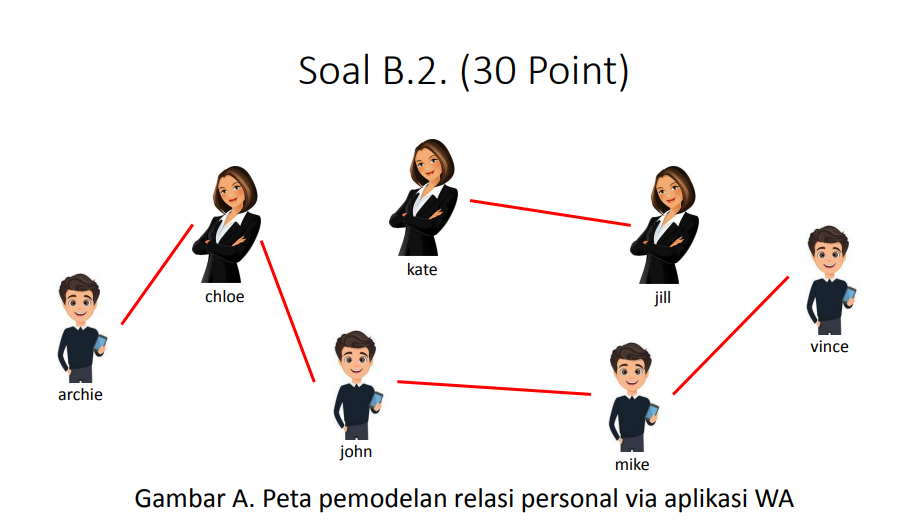 Soal B.2. (30 Point)
kate
chloe
jill
vince
archie
john
mike
Gambar A. Peta pemodelan relasi personal via aplikasi WA